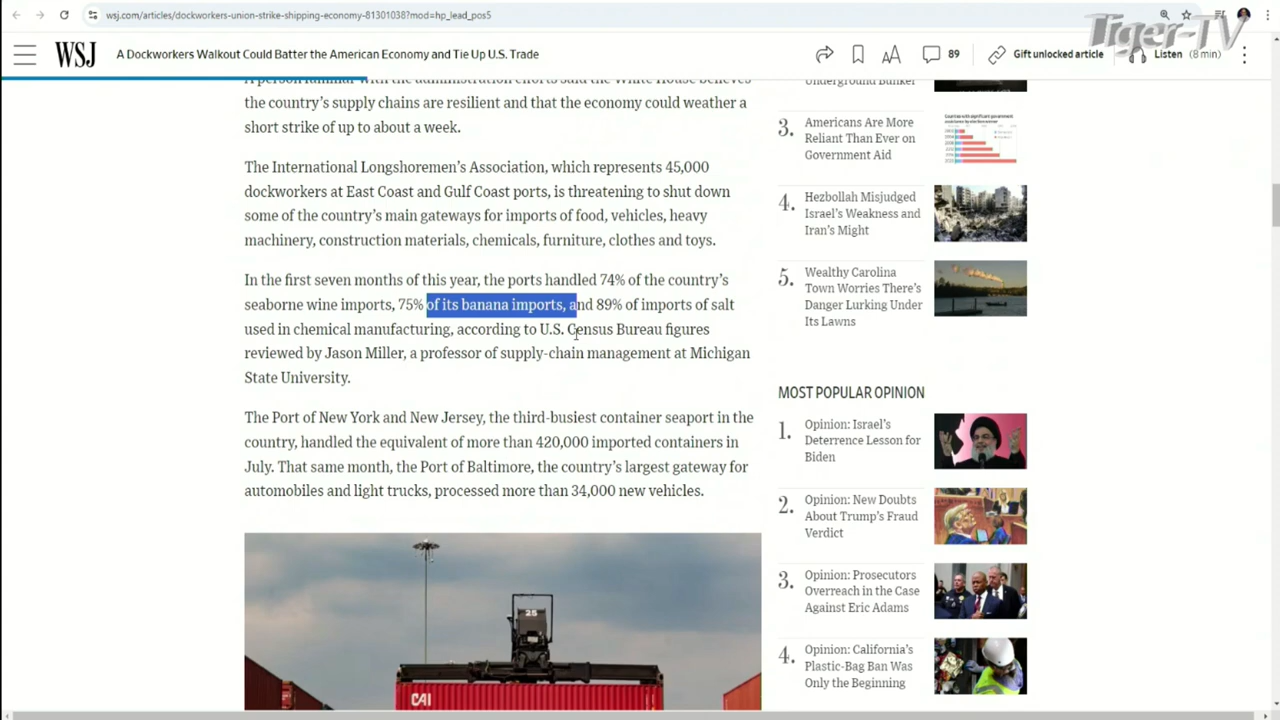 wsj.com/articles/dockworkers-union-strike-shipping-economy-81301038?mod=hp_lead_pos5
Tiger-TV
WSJ
A Dockworkers Walkout Could Batter the American Economy and Tie Up U.S. Trade
89
Gift unlocked article
Listen (8 min)
A person familiar with the administration efforts said the White House believes
the country's supply chains are resilient and that the economy could weather a
short strike of up to about a week.
The International Longshoremen's Association, which represents 45,000
dockworkers at East Coast and Gulf Coast ports, is threatening to shut down
some of the country's main gateways for imports of food, vehicles, heavy
machinery, construction materials, chemicals, furniture, clothes and toys.
In the first seven months of this year, the ports handled 74% of the country's
seaborne wine imports, 75% of its banana imports, and 89% of imports of salt
used in chemical manufacturing, according to U.S. Census Bureau figures
reviewed by Jason Miller, a professor of supply-chain management at Michigan
State University.
The Port of New York and New Jersey, the third-busiest container seaport in the
country, handled the equivalent of more than 420,000 imported containers in
July. That same month, the Port of Baltimore, the country's largest gateway for
automobiles and light trucks, processed more than 34,000 new vehicles.
25
CAI
Underground Bunker
3.
Americans Are More
Reliant Than Ever on
Government Aid
4.
Hezbollah Misjudged
Israel's Weakness and
Iran's Might
5.
Wealthy Carolina
Town Worries There's
Danger Lurking Under
Its Lawns
MOST POPULAR OPINION
1.
Opinion: Israel's
Deterrence Lesson for
Biden
2.
Opinion: New Doubts
About Trump's Fraud
Verdict
3.
Opinion: Prosecutors
Overreach in the Case
Against Eric Adams
4.
Opinion: California's
Plastic-Bag Ban Was
Only the Beginning